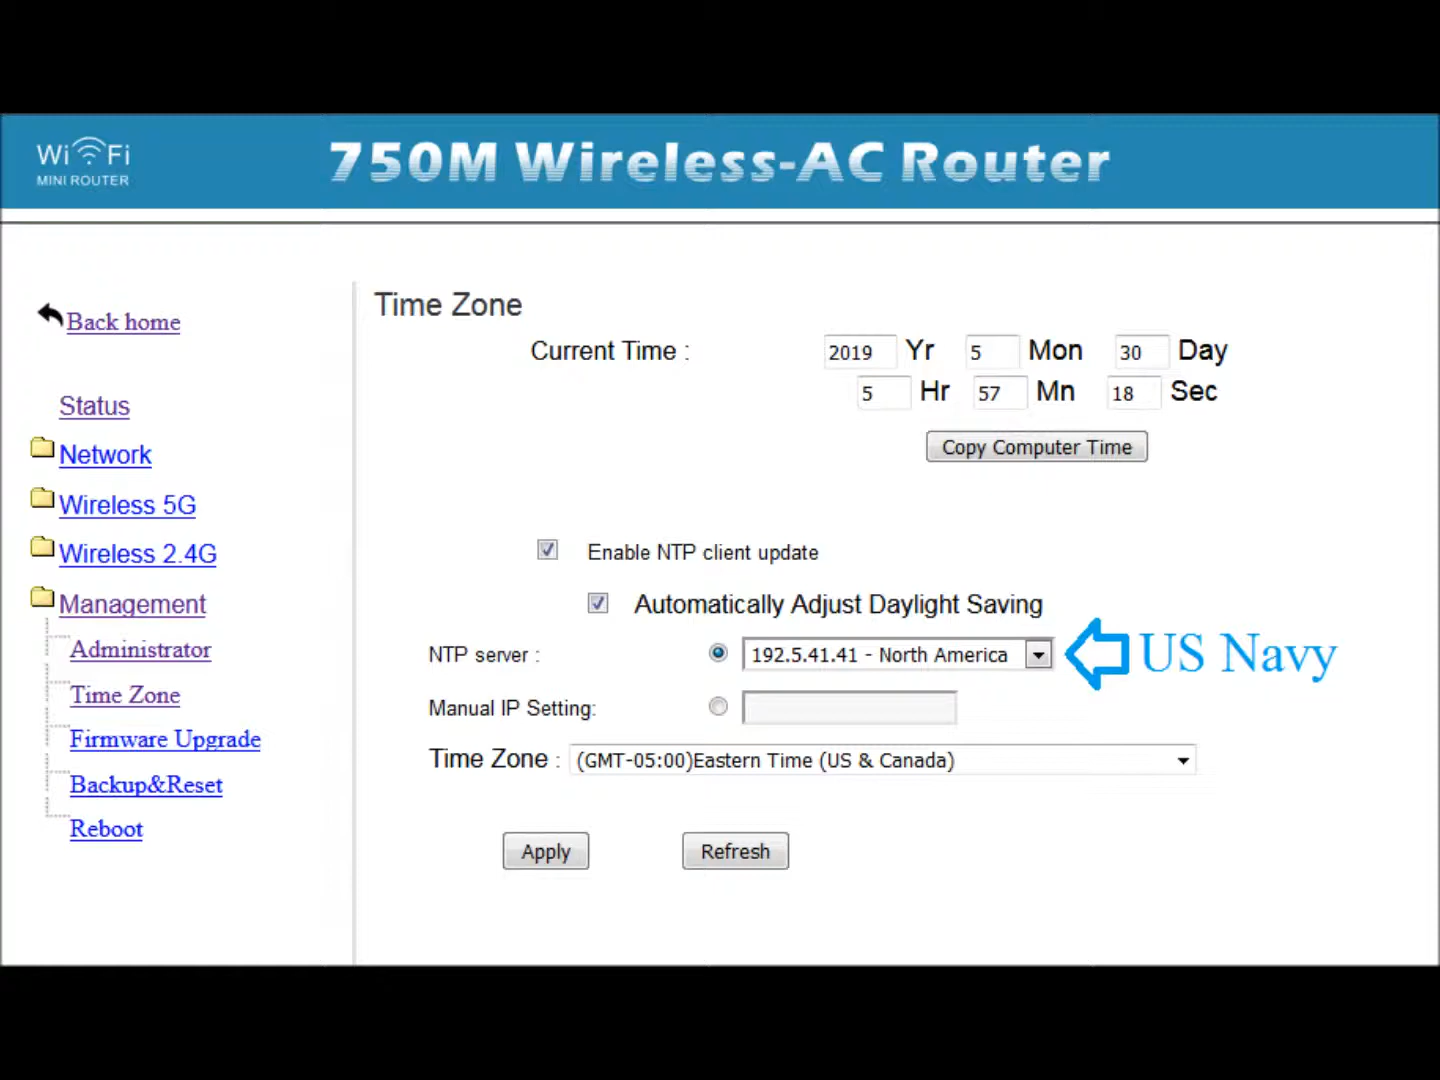 WiFi
MINI ROUTER
750M Wireless-AC Router
Back home
Status
Network
Wireless 5G
Wireless 2.4G
Management
Administrator
Time Zone
Firmware Upgrade
Backup&Reset
Reboot
Time Zone
Current Time : 2019 Yr 5 Mon 30 Day
5 Hr 57 Mn 18 Sec
Copy Computer Time
Enable NTP client update
Automatically Adjust Daylight Saving
NTP server : 192.5.41.41 - North America US Navy
Manual IP Setting:
Time Zone : (GMT-05:00)Eastern Time (US & Canada)
Apply Refresh